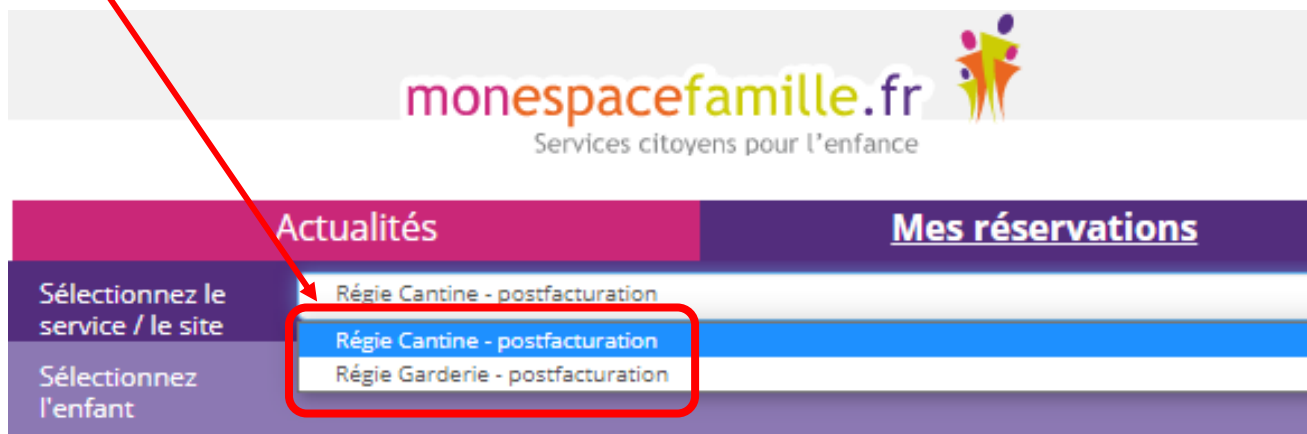 monespacefamille.fr
Services citoyens pour l'enfance
Actualités
Mes réservations
Sélectionnez le
service / le site
Régie Cantine - postfacturation
Régie Cantine - postfacturation
Régie Garderie - postfacturation
Sélectionnez
l'enfant